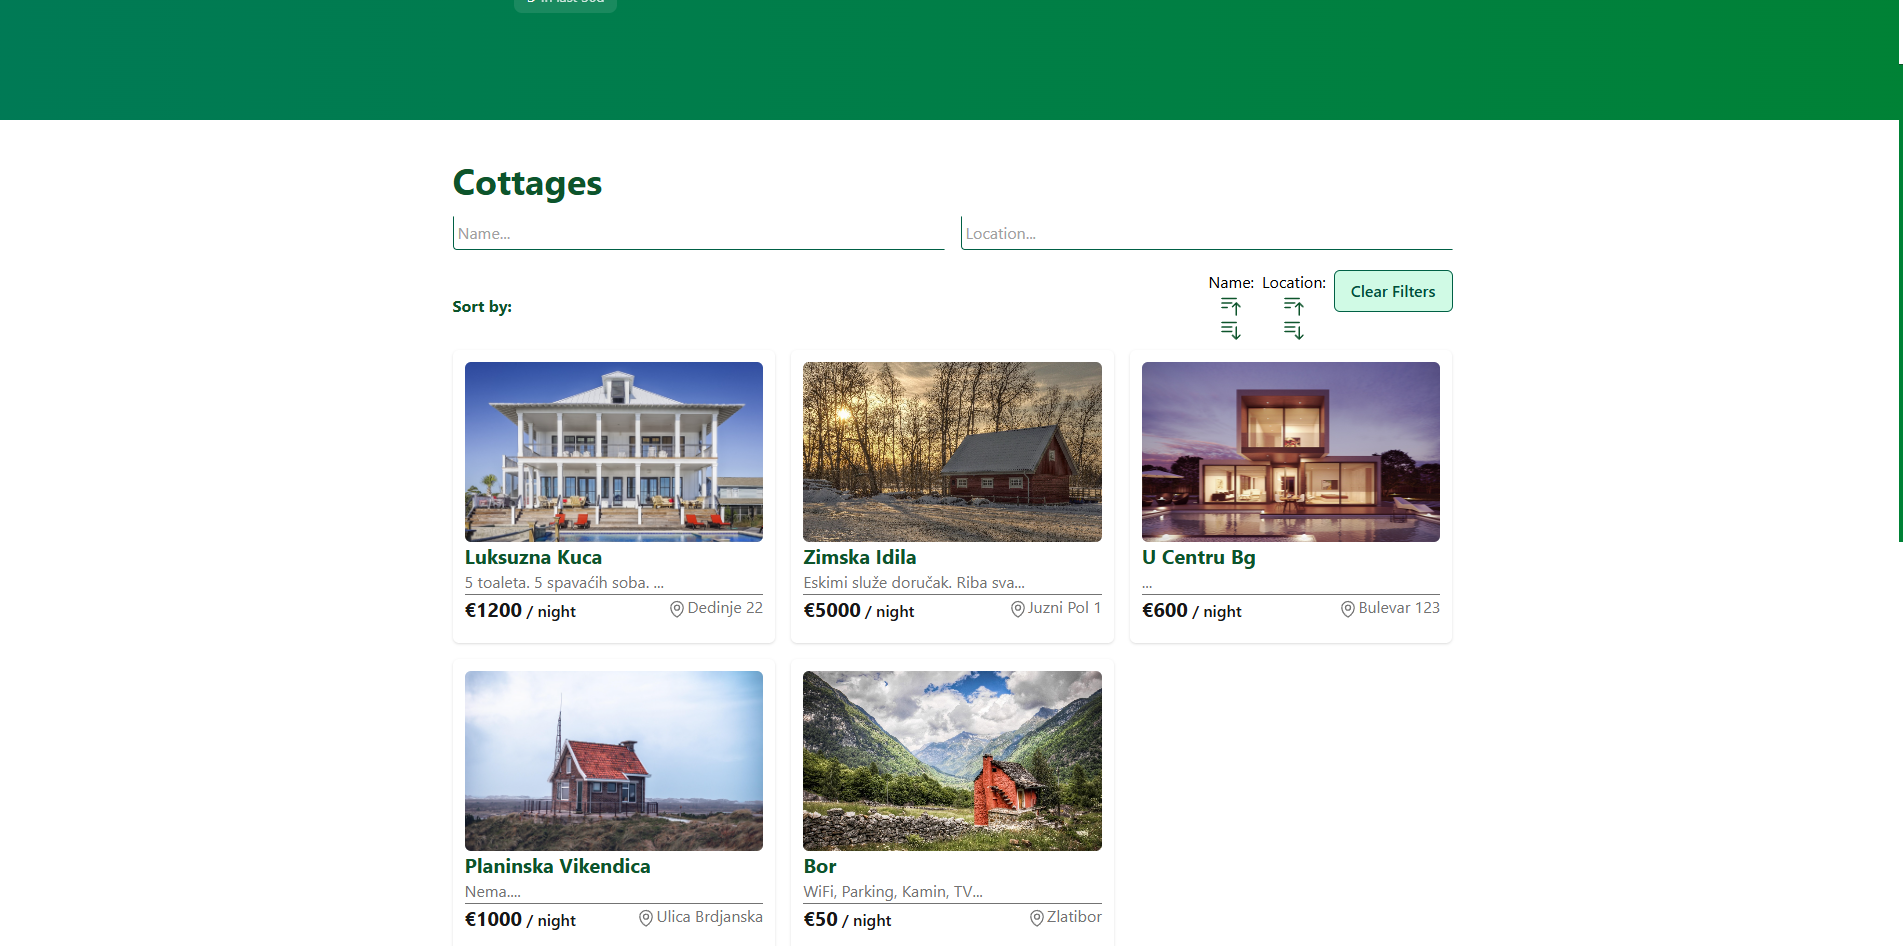 Cottages
Name...
Location...
Sort by:
Name:
Location:
Clear Filters
Luksuzna Kuca
5 toaleta. 5 spavaćih soba. ...
€1200 / night
Dedinje 22
Zimska Idila
Eskimi služe doručak. Riba sva...
€5000 / night
Juzni Pol 1
U Centru Bg
...
€600 / night
Bulevar 123
Planinska Vikendica
Nema....
€1000 / night
Ulica Brdjanska
Bor
WiFi, Parking, Kamin, TV...
€50 / night
Zlatibor